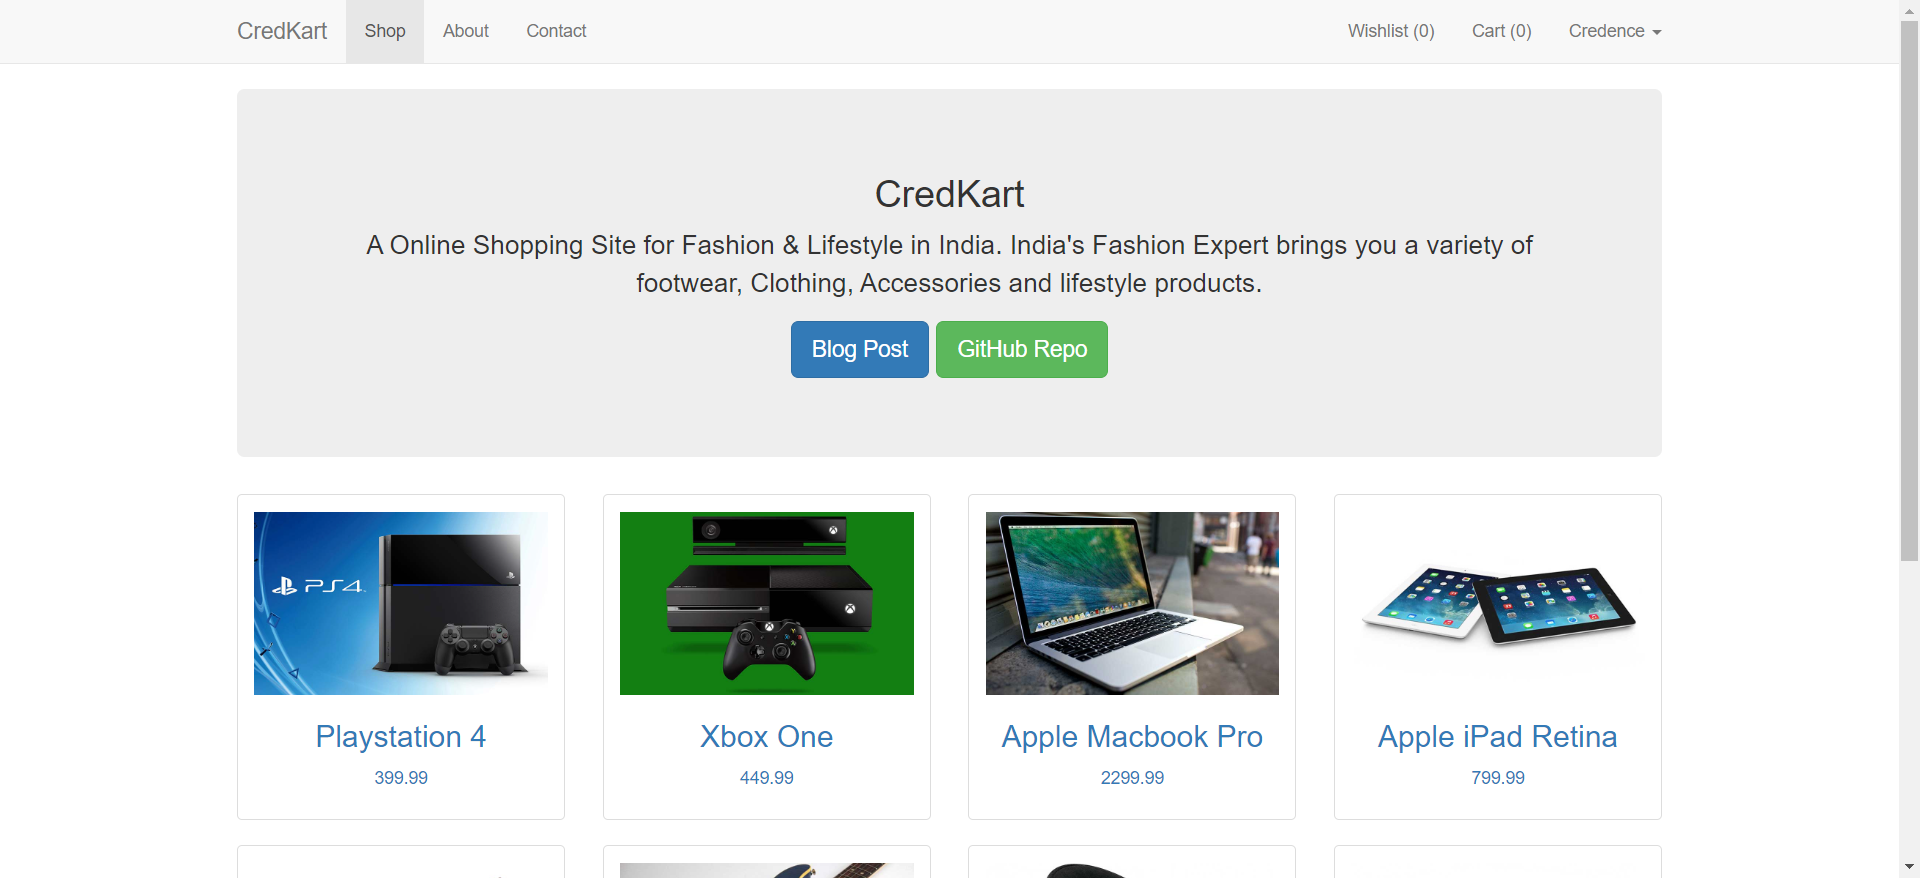 CredKart Shop About Contact Wishlist (0) Cart (0) Credence
CredKart
A Online Shopping Site for Fashion & Lifestyle in India. India's Fashion Expert brings you a variety of
footwear, Clothing, Accessories and lifestyle products.
Blog Post GitHub Repo
PS4
Playstation 4
399.99
Xbox One
449.99
Apple Macbook Pro
2299.99
Apple iPad Retina
799.99